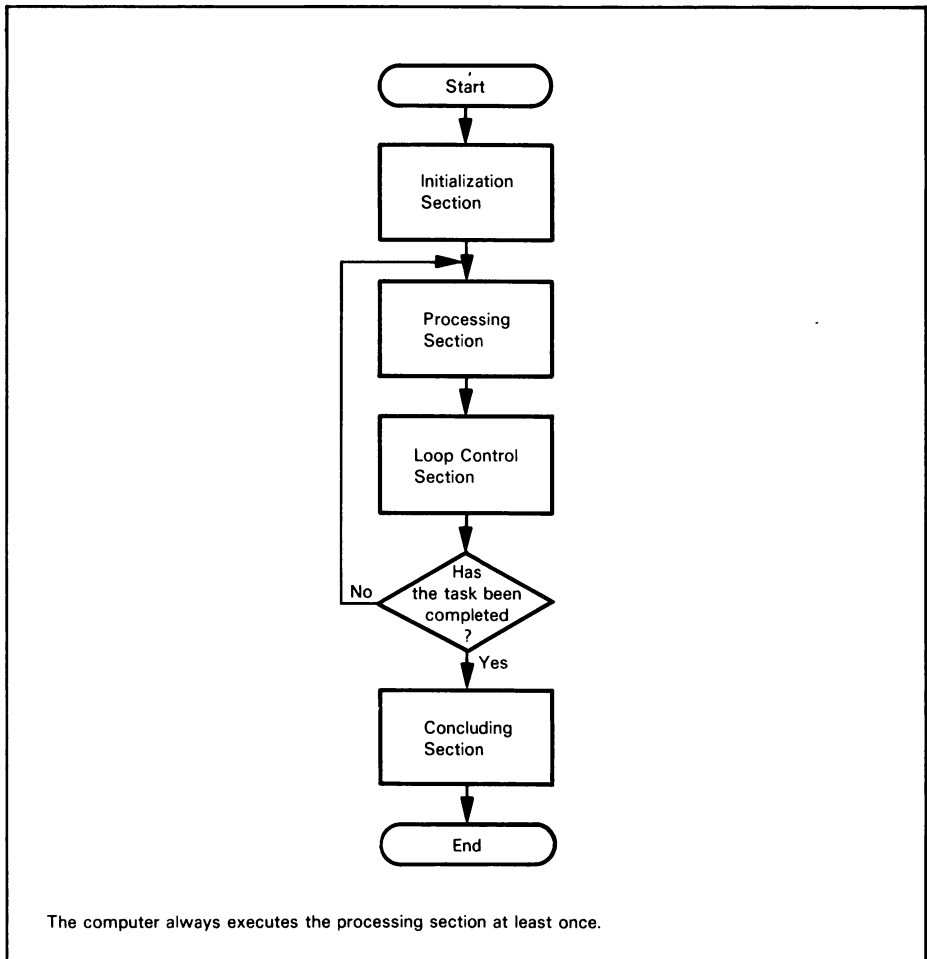 Start
Initialization
Section
Processing
Section
Loop Control
Section
Has
the task been
completed
?
No
Yes
Concluding
Section
End
The computer always executes the processing section at least once.